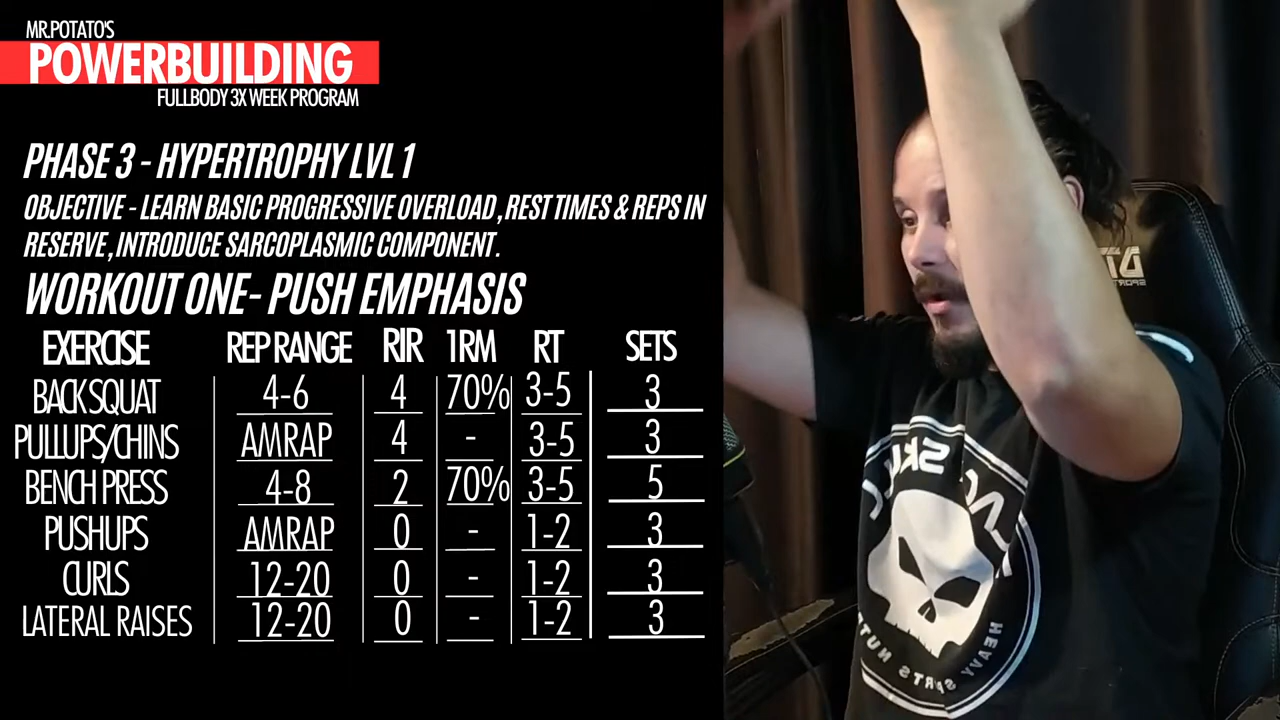 MR.POTATO'S
POWERBUILDING
FULLBODY 3X WEEK PROGRAM
PHASE 3 - HYPERTROPHY LVL 1
OBJECTIVE - LEARN BASIC PROGRESSIVE OVERLOAD, REST TIMES & REPS IN
RESERVE, INTRODUCE SARCOPLASMIC COMPONENT.
WORKOUT ONE- PUSH EMPHASIS
EXERCISE REP RANGE RIR 1RM RT SETS
BACK SQUAT 4-6 4 70% 3-5 3
PULLUPS/CHINS AMRAP 4 - 3-5 3
BENCH PRESS 4-8 2 70% 3-5 5
PUSHUPS AMRAP 0 - 1-2 3
CURLS 12-20 0 - 1-2 3
LATERAL RAISES 12-20 0 - 1-2 3
HEAVY SPORTS NUTR